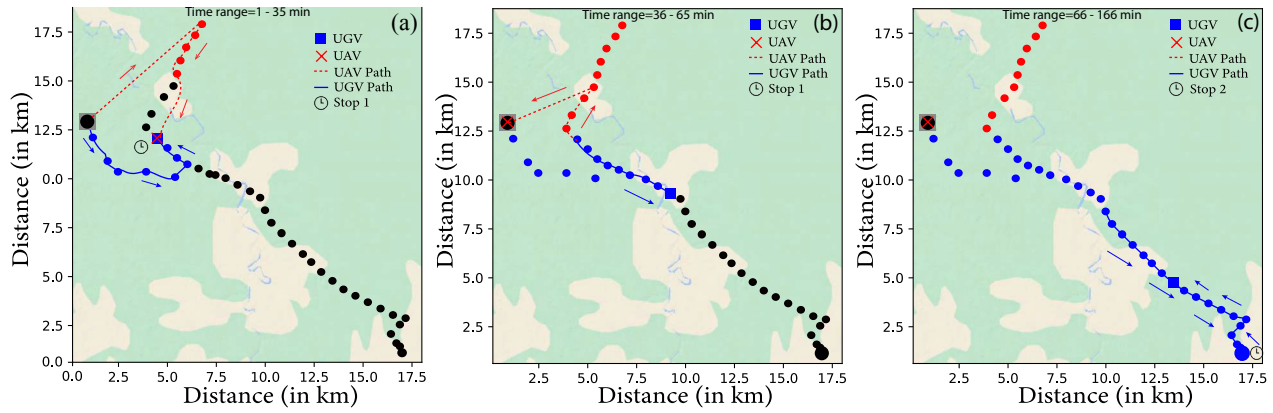 Time range=1 - 35 min
(a)
UGV
UAV
UAV Path
UGV Path
Stop 1
17.5
15.0
12.5
0.0
7.5
5.0
2.5
0.0
0.0
2.5
5.0
7.5
10.0
12.5
15.0
17.5
Distance (in km)
Distance (in km)
Time range=36 - 65 min
(b)
UGV
UAV
UAV Path
UGV Path
Stop 1
17.5
15.0
12.5
10.0
7.5
5.0
2.5
2.5
5.0
7.5
10.0
12.5
15.0
17.5
Distance (in km)
Distance (in km)
Time range=66 - 166 min
(c)
UGV
UAV
UAV Path
UGV Path
Stop 2
17.5
15.0
12.5
10.0
7.5
5.0
2.5
2.5
5.0
7.5
10.0
12.5
15.0
17.5
Distance (in km)
Distance (in km)